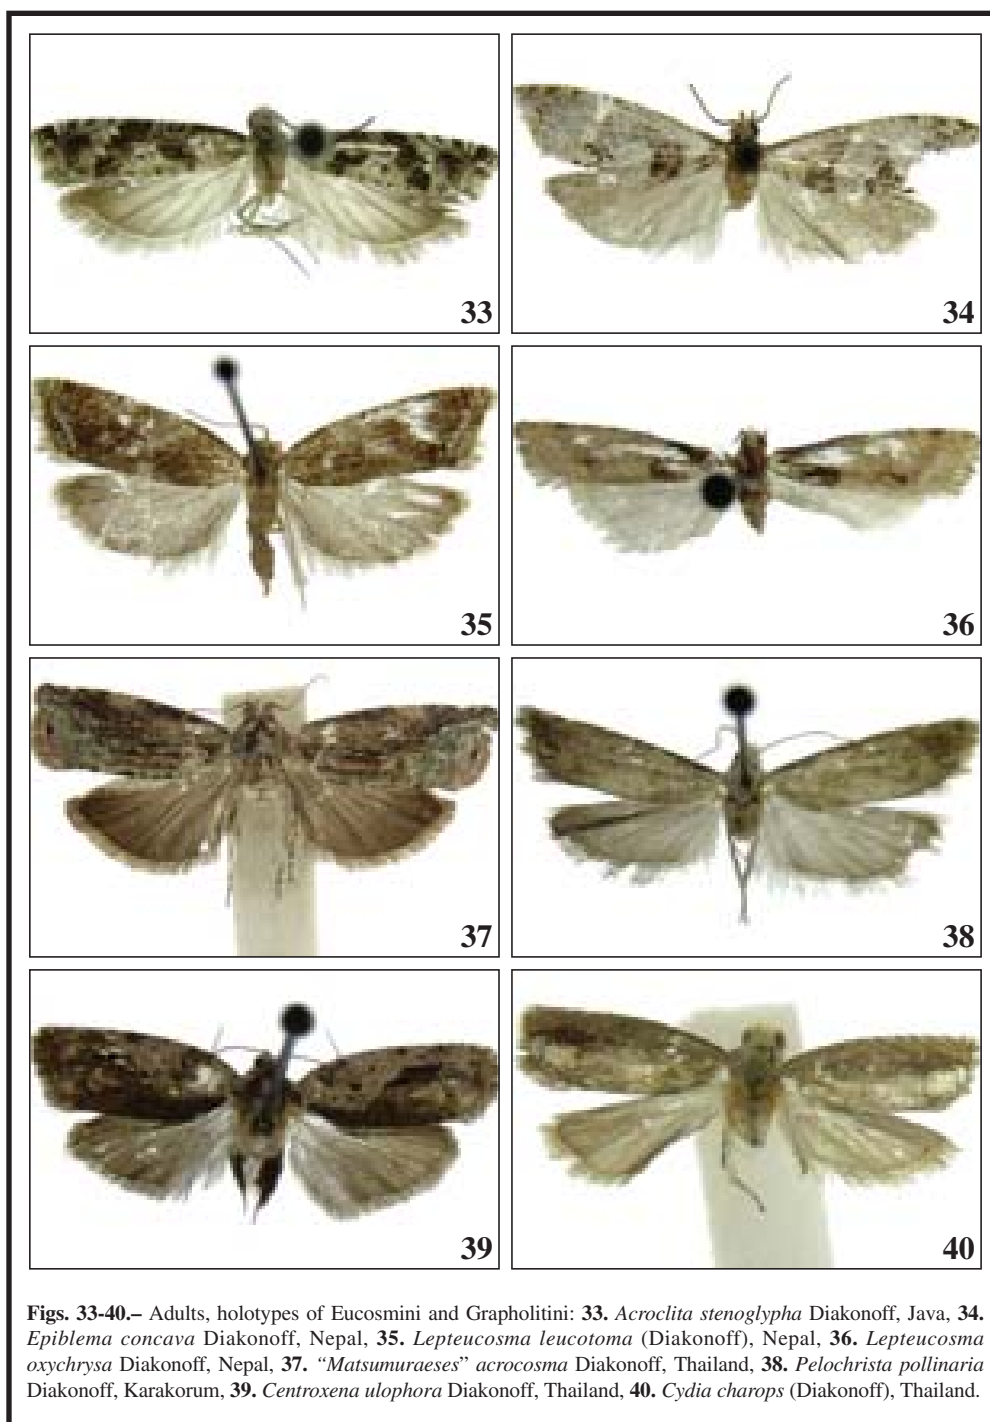 33
34
35
36
37
38
39
40
Figs. 33-40.– Adults, holotypes of Eucosmini and Grapholitini: 33. Acroclita stenoglypha Diakonoff, Java, 34.
Epiblema concava Diakonoff, Nepal, 35. Lepteucosma leucotoma (Diakonoff), Nepal, 36. Lepteucosma
oxychrysa Diakonoff, Nepal, 37. “Matsumuraeses” acrocosma Diakonoff, Thailand, 38. Pelochrista pollinaria
Diakonoff, Karakorum, 39. Centroxena ulophora Diakonoff, Thailand, 40. Cydia charops (Diakonoff), Thailand.